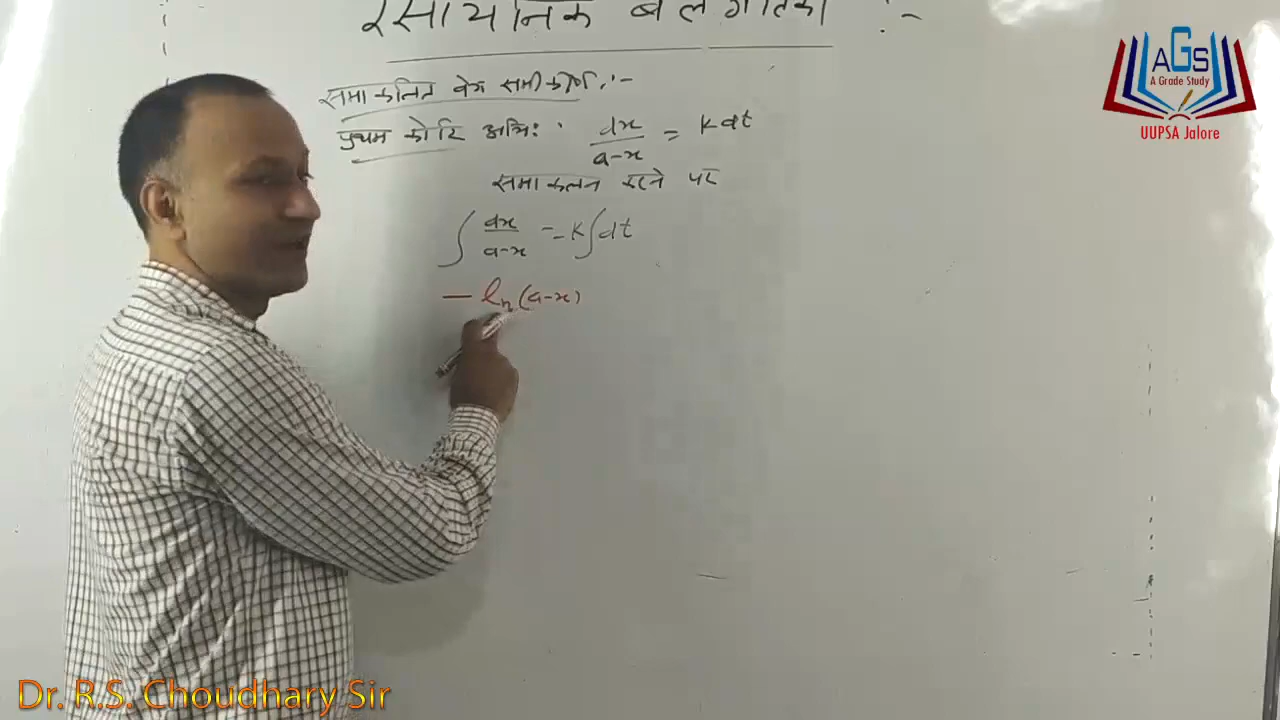 रसायनिक बलगतिकी :-
समाकलित वेग समीकरण :-
प्रथम कोटि अभि: dx/a-x = Kdt
समाकलन करने पर
∫ dx/a-x = K∫dt
- ln(a-x)
AGS
A Grade Study
UUPSA Jalore
Dr. R.S. Choudhary Sir